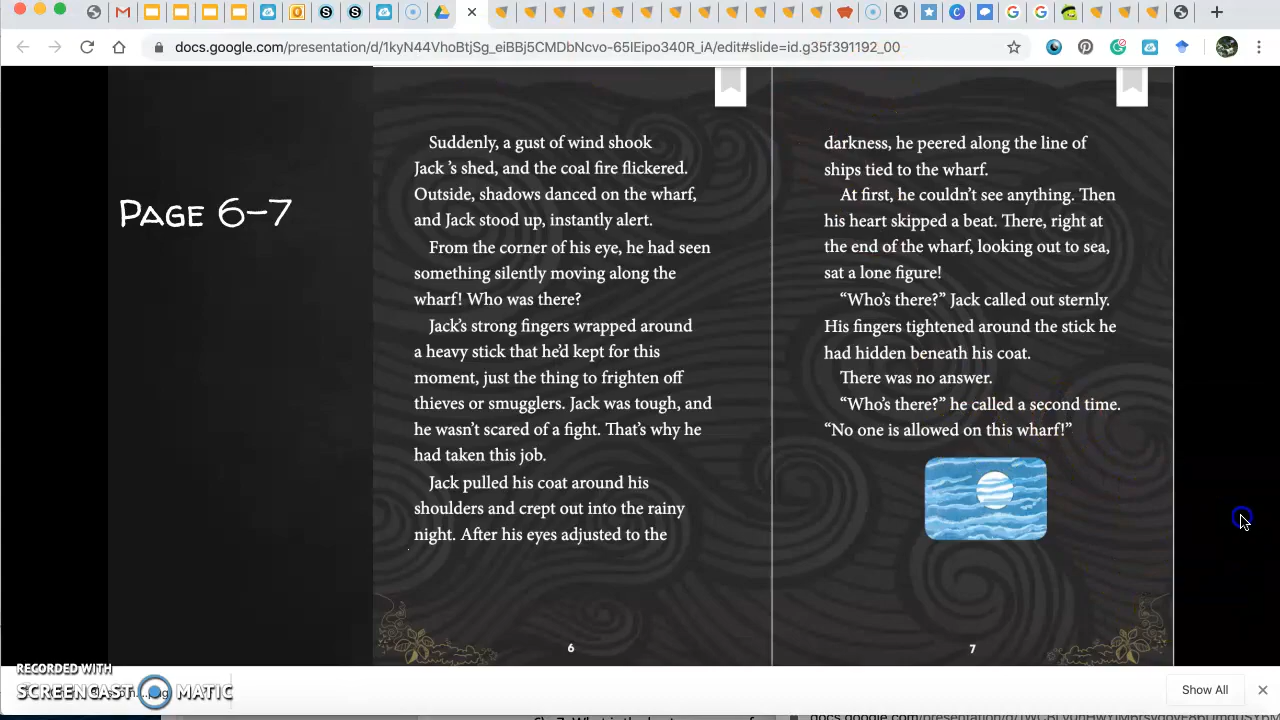 docs.google.com/presentation/d/1kyN44VhoBtjSg_eiBBj5CMDbNcvo-65IEipo340R_iA/edit#slide=id.g35f391192_00
Page 6-7
Suddenly, a gust of wind shook
Jack 's shed, and the coal fire flickered.
Outside, shadows danced on the wharf,
and Jack stood up, instantly alert.
From the corner of his eye, he had seen
something silently moving along the
wharf! Who was there?
Jack's strong fingers wrapped around
a heavy stick that he'd kept for this
moment, just the thing to frighten off
thieves or smugglers. Jack was tough, and
he wasn't scared of a fight. That's why he
had taken this job.
Jack pulled his coat around his
shoulders and crept out into the rainy
night. After his eyes adjusted to the
6
darkness, he peered along the line of
ships tied to the wharf.
At first, he couldn't see anything. Then
his heart skipped a beat. There, right at
the end of the wharf, looking out to sea,
sat a lone figure!
“Who's there?” Jack called out sternly.
His fingers tightened around the stick he
had hidden beneath his coat.
There was no answer.
“Who's there?” he called a second time.
“No one is allowed on this wharf!”
7
RECORDED WITH
SCREENCAST MATIC
Show All